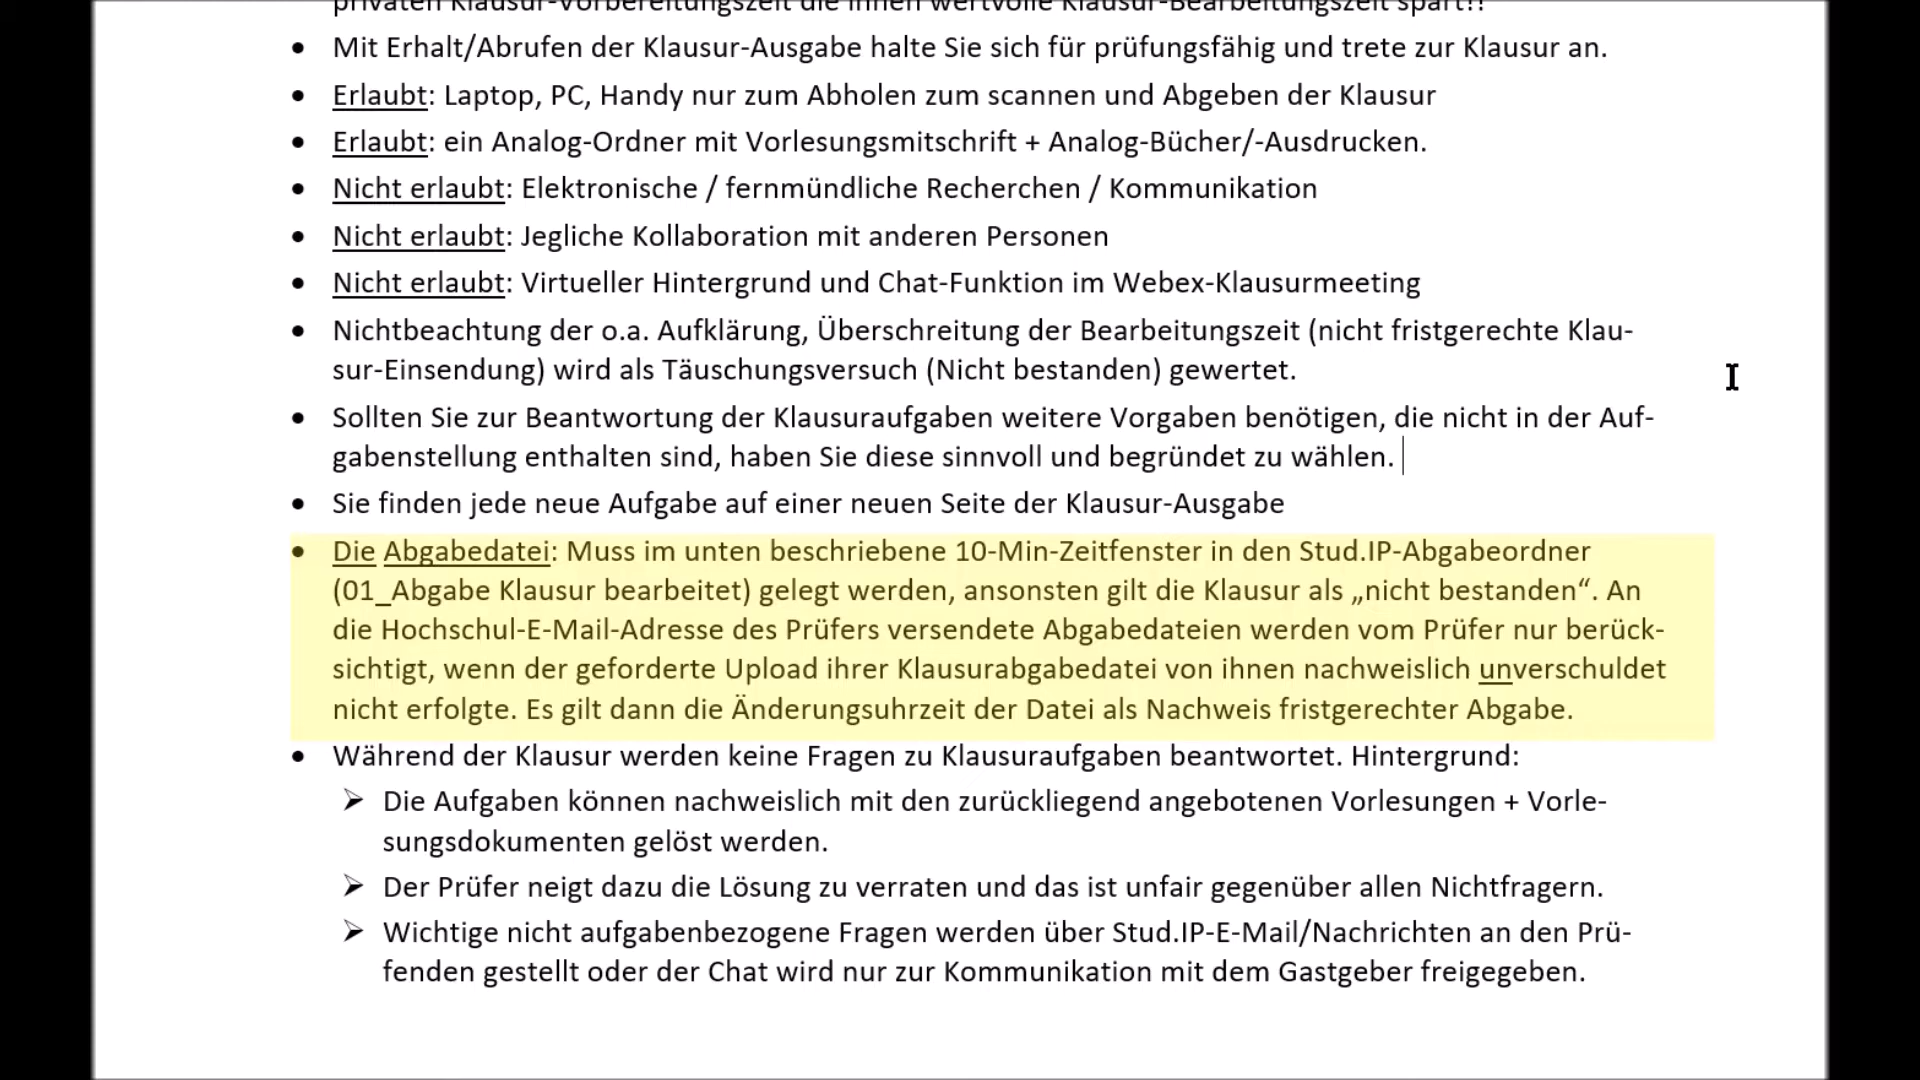 privaten Klausur-Vorbereitungszeit die Ihnen wertvolle Klausur-Bearbeitungszeit spart!!
• Mit Erhalt/Abrufen der Klausur-Ausgabe halte Sie sich für prüfungsfähig und trete zur Klausur an.
• Erlaubt: Laptop, PC, Handy nur zum Abholen zum scannen und Abgeben der Klausur
• Erlaubt: ein Analog-Ordner mit Vorlesungsmitschrift + Analog-Bücher/-Ausdrucken.
• Nicht erlaubt: Elektronische / fernmündliche Recherchen / Kommunikation
• Nicht erlaubt: Jegliche Kollaboration mit anderen Personen
• Nicht erlaubt: Virtueller Hintergrund und Chat-Funktion im Webex-Klausurmeeting
• Nichtbeachtung der o.a. Aufklärung, Überschreitung der Bearbeitungszeit (nicht fristgerechte Klau-
sur-Einsendung) wird als Täuschungsversuch (Nicht bestanden) gewertet.
• Sollten Sie zur Beantwortung der Klausuraufgaben weitere Vorgaben benötigen, die nicht in der Auf-
gabenstellung enthalten sind, haben Sie diese sinnvoll und begründet zu wählen.
• Sie finden jede neue Aufgabe auf einer neuen Seite der Klausur-Ausgabe
• Die Abgabedatei: Muss im unten beschriebene 10-Min-Zeitfenster in den Stud.IP-Abgabeordner
(01_Abgabe Klausur bearbeitet) gelegt werden, ansonsten gilt die Klausur als „nicht bestanden“. An
die Hochschul-E-Mail-Adresse des Prüfers versendete Abgabedateien werden vom Prüfer nur berück-
sichtigt, wenn der geforderte Upload ihrer Klausurabgabedatei von ihnen nachweislich unverschuldet
nicht erfolgte. Es gilt dann die Änderungsuhrzeit der Datei als Nachweis fristgerechter Abgabe.
• Während der Klausur werden keine Fragen zu Klausuraufgaben beantwortet. Hintergrund:
➢ Die Aufgaben können nachweislich mit den zurückliegend angebotenen Vorlesungen + Vorle-
sungsdokumenten gelöst werden.
➢ Der Prüfer neigt dazu die Lösung zu verraten und das ist unfair gegenüber allen Nichtfragern.
➢ Wichtige nicht aufgabenbezogene Fragen werden über Stud.IP-E-Mail/Nachrichten an den Prü-
fenden gestellt oder der Chat wird nur zur Kommunikation mit dem Gastgeber freigegeben.